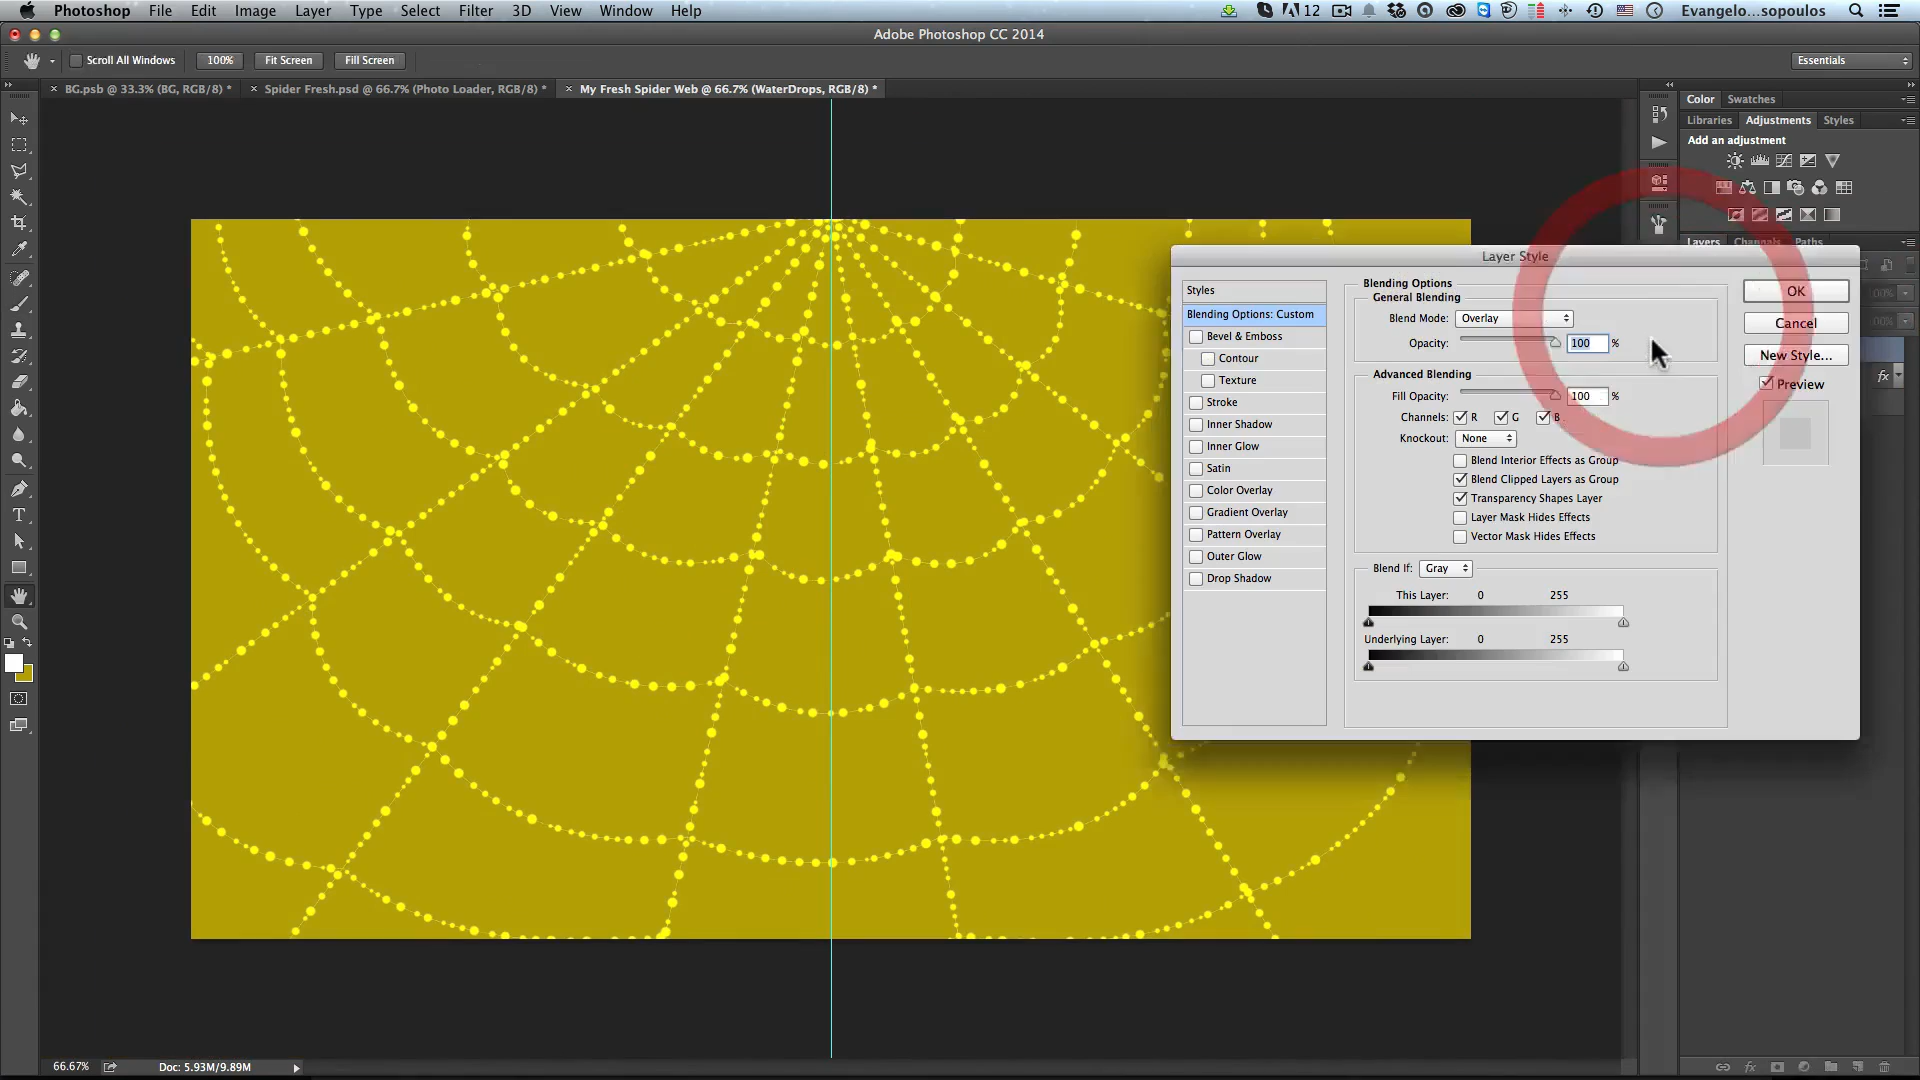 Photoshop File Edit Image Layer Type Select Filter 3D View Window Help 12 Evangelo...sopoulos
Adobe Photoshop CC 2014
Scroll All Windows 100% Fit Screen Fill Screen Essentials
× BG.psb @ 33.3% (BG, RGB/8) * × Spider Fresh.psd @ 66.7% (Photo Loader, RGB/8) * × My Fresh Spider Web @ 66.7% (WaterDrops, RGB/8) *
Color Swatches
Libraries Adjustments Styles
Add an adjustment
Layers Channels Paths
Layer Style
Styles
Blending Options: Custom
Bevel & Emboss
Contour
Texture
Stroke
Inner Shadow
Inner Glow
Satin
Color Overlay
Gradient Overlay
Pattern Overlay
Outer Glow
Drop Shadow
Blending Options
General Blending
Blend Mode: Overlay
Opacity: 100 %
Advanced Blending
Fill Opacity: 100 %
Channels: R G B
Knockout: None
Blend Interior Effects as Group
Blend Clipped Layers as Group
Transparency Shapes Layer
Layer Mask Hides Effects
Vector Mask Hides Effects
Blend If: Gray
This Layer: 0 255
Underlying Layer: 0 255
OK
Cancel
New Style...
Preview
fx
66.67% Doc: 5.93M/9.89M
fx